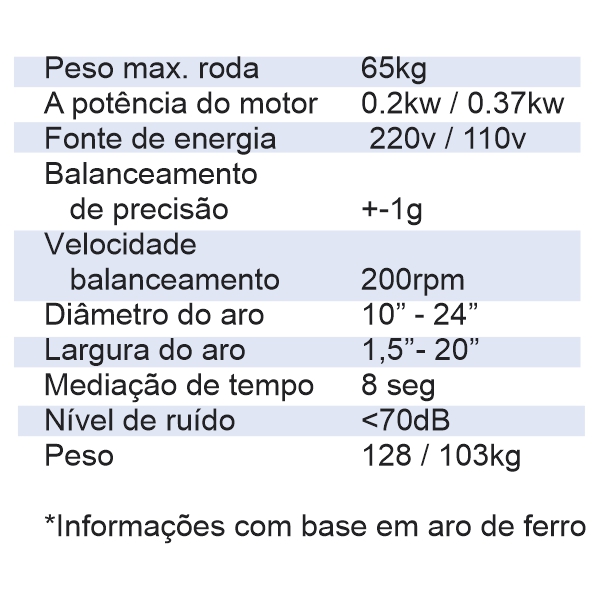 Peso max. roda 65kg
A potência do motor 0.2kw / 0.37kw
Fonte de energia 220v / 110v
Balanceamento
de precisão +-1g
Velocidade
balanceamento 200rpm
Diâmetro do aro 10” - 24”
Largura do aro 1,5”- 20”
Mediação de tempo 8 seg
Nível de ruído <70dB
Peso 128 / 103kg
*Informações com base em aro de ferro